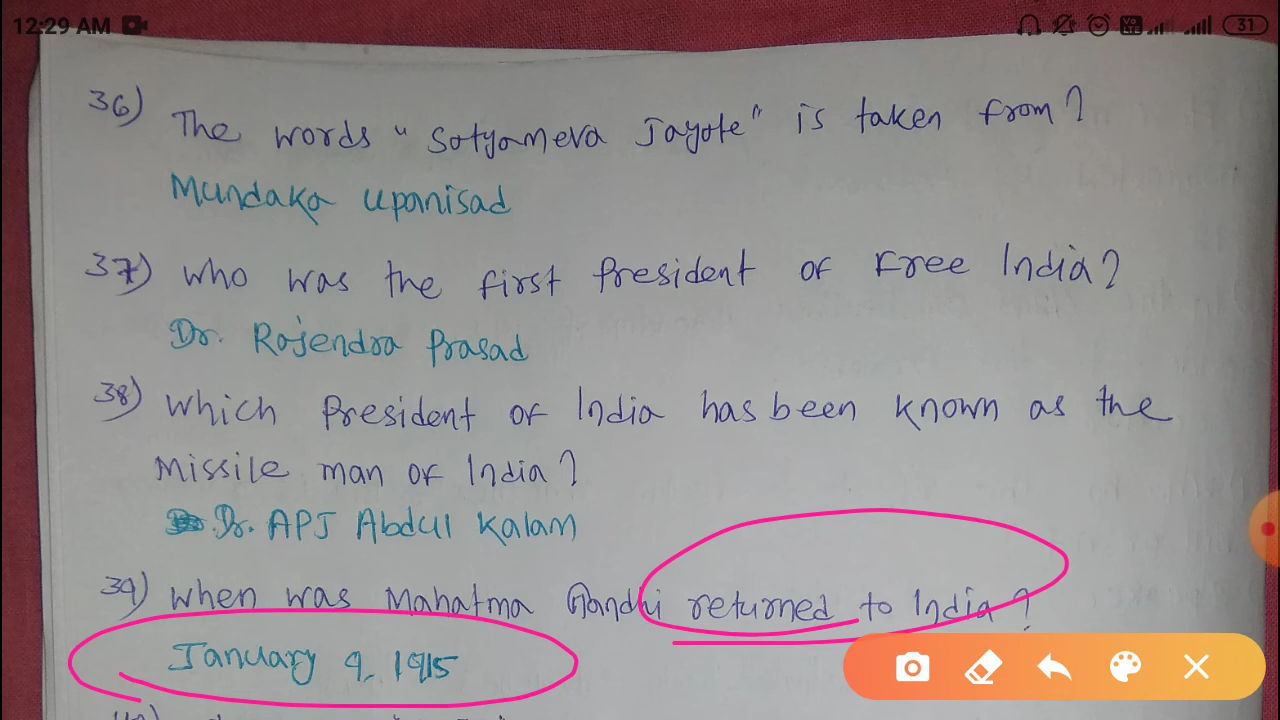 12:29 AM 31
36) The words "Satyameva Jayate" is taken from?
Mundaka Upanisad
37) Who was the first President of Free India?
Dr. Rajendra Prasad
38) Which President of India has been known as the
Missile man of India?
Dr. APJ Abdul Kalam
39) When was Mahatma Gandhi returned to India?
January 9, 1915